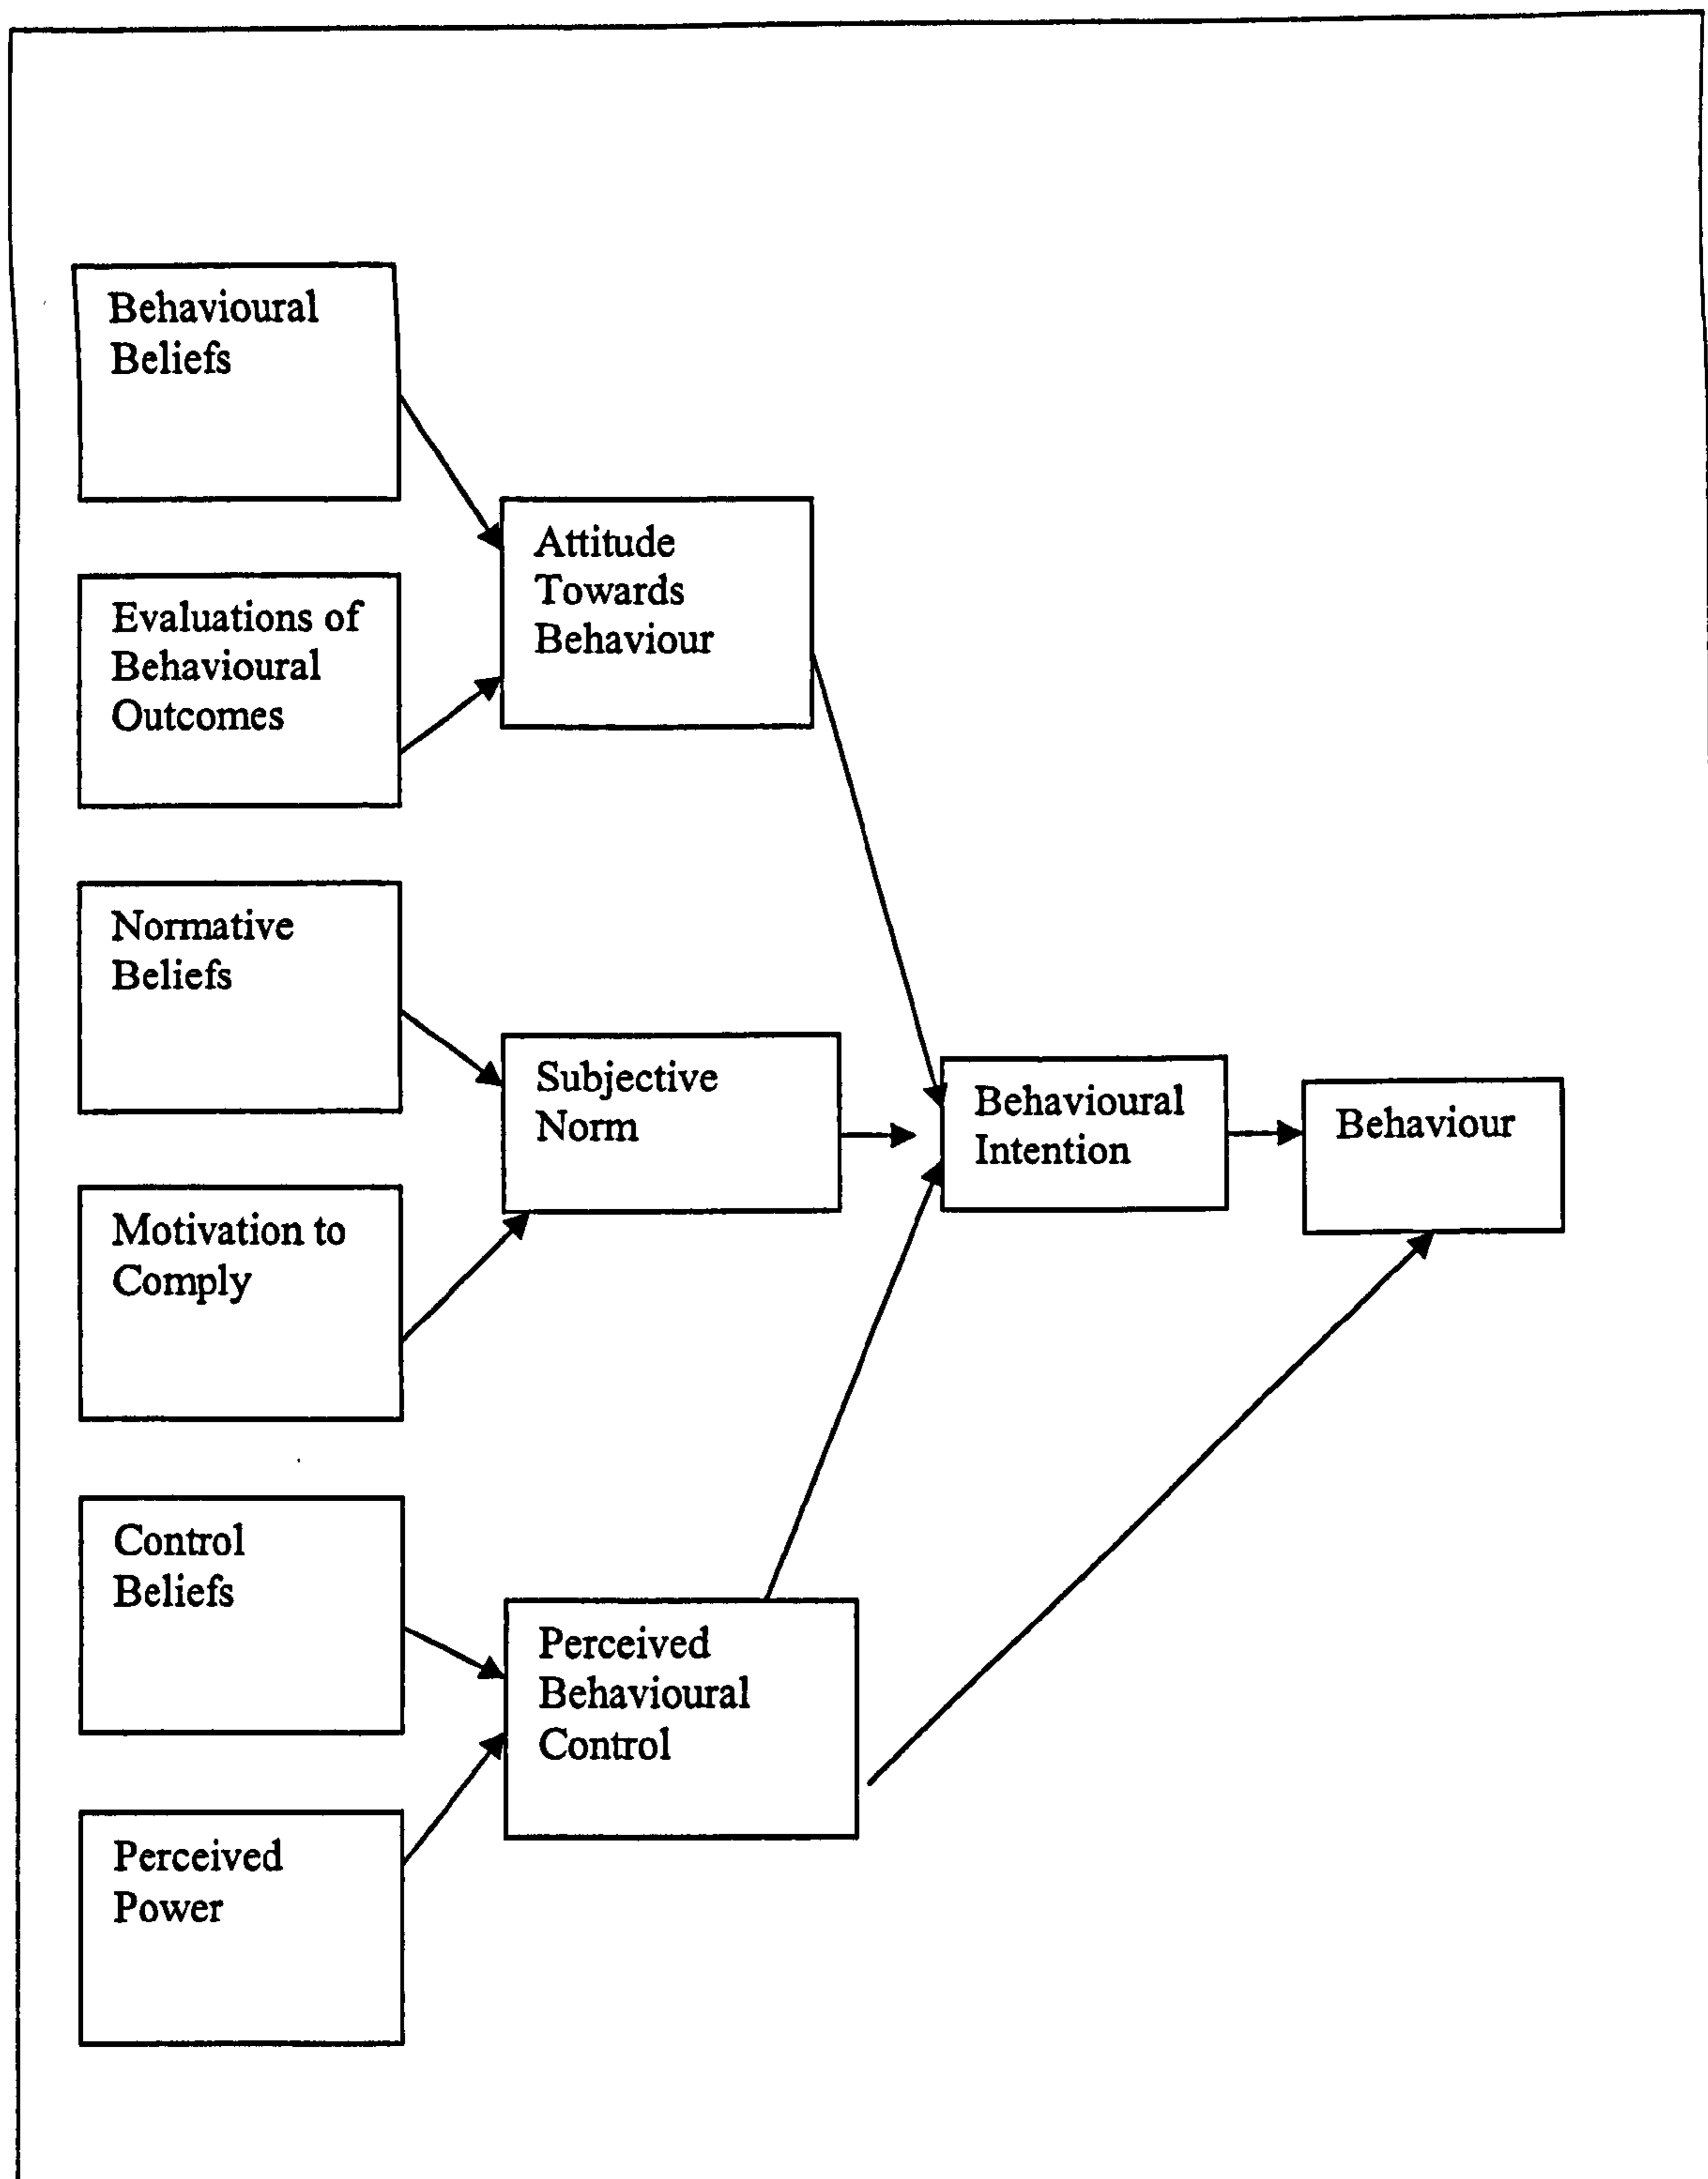 Behavioural
Beliefs
Evaluations of
Behavioural
Outcomes
Attitude
Towards
Behaviour
Normative
Beliefs
Subjective
Norm
Motivation to
Comply
Behavioural
Intention
Behaviour
Control
Beliefs
Perceived
Behavioural
Control
Perceived
Power